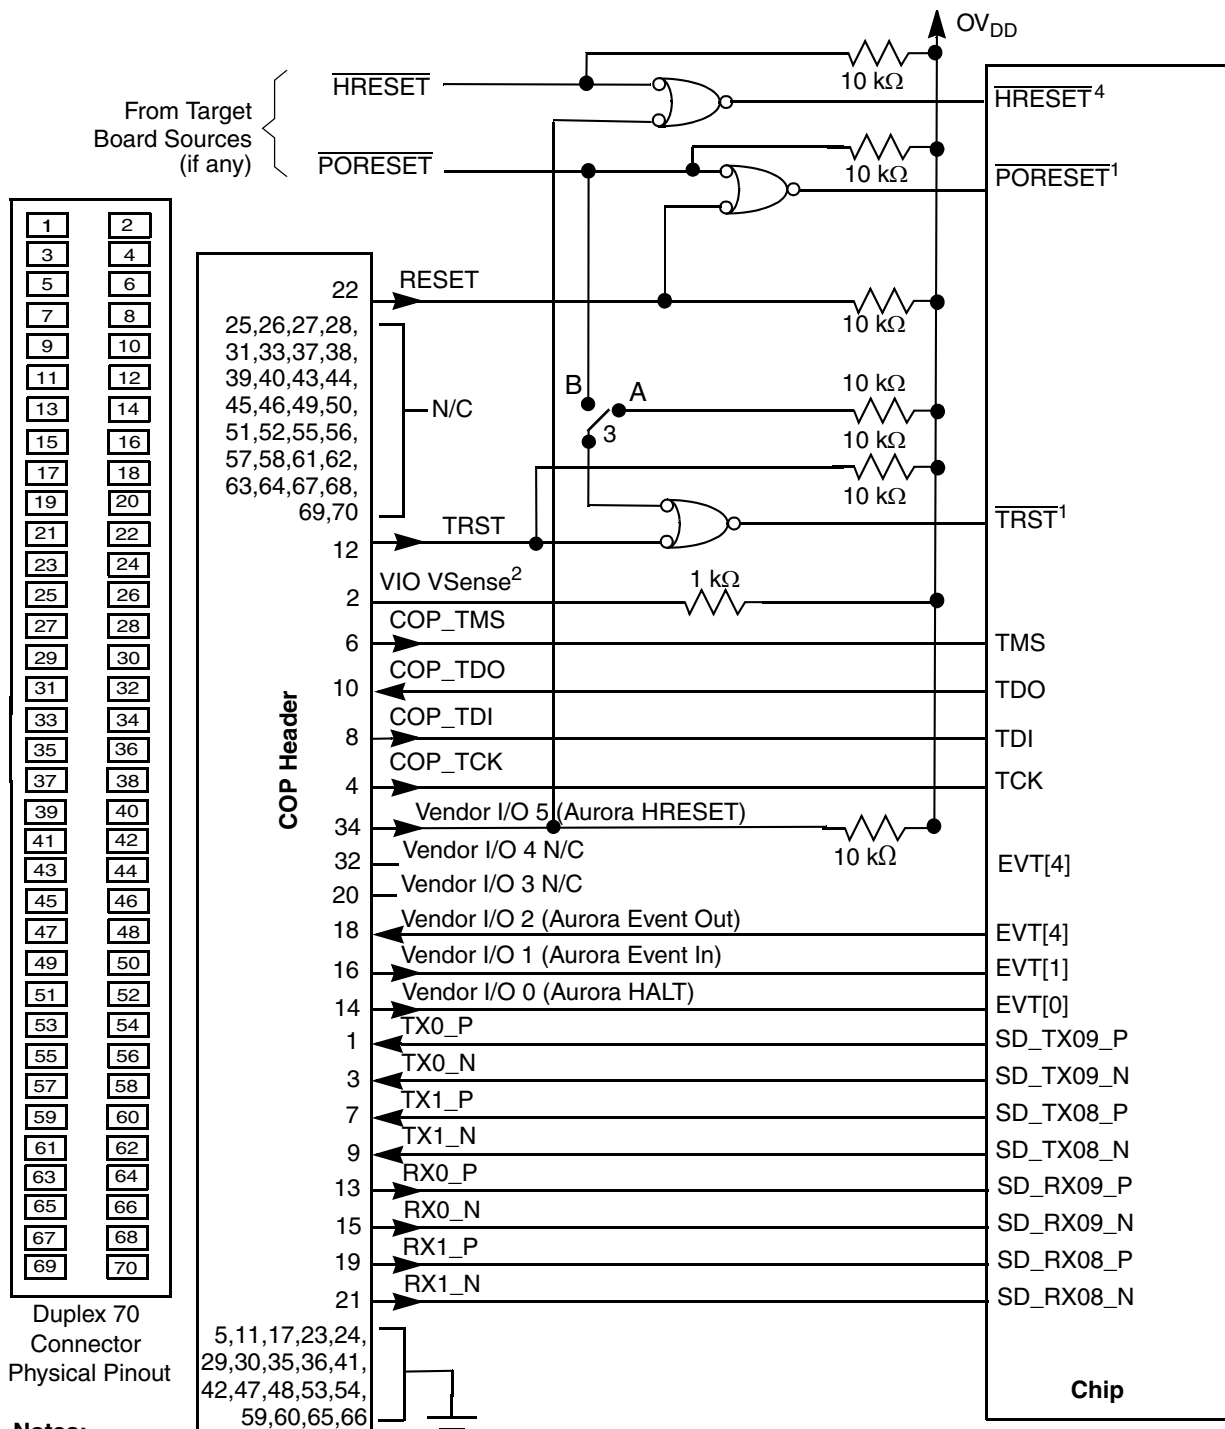 OVDD
10 kΩ
HRESET
HRESET4
From Target
Board Sources
(if any)
PORESET
10 kΩ
PORESET1
1 2
3 4
5 6
7 8
9 10
11 12
13 14
15 16
17 18
19 20
21 22
23 24
25 26
27 28
29 30
31 32
33 34
35 36
37 38
39 40
41 42
43 44
45 46
47 48
49 50
51 52
53 54
55 56
57 58
59 60
61 62
63 64
65 66
67 68
69 70
Duplex 70
Connector
Physical Pinout
COP Header
22 RESET
10 kΩ
25,26,27,28,
31,33,37,38,
39,40,43,44,
45,46,49,50,
51,52,55,56,
57,58,61,62,
63,64,67,68,
69,70
N/C
B A
3
10 kΩ
10 kΩ
10 kΩ
12 TRST
TRST1
2 VIO VSense2
1 kΩ
6 COP_TMS TMS
10 COP_TDO TDO
8 COP_TDI TDI
4 COP_TCK TCK
34 Vendor I/O 5 (Aurora HRESET)
10 kΩ
32 Vendor I/O 4 N/C
EVT[4]
20 Vendor I/O 3 N/C
18 Vendor I/O 2 (Aurora Event Out) EVT[4]
16 Vendor I/O 1 (Aurora Event In) EVT[1]
14 Vendor I/O 0 (Aurora HALT) EVT[0]
1 TX0_P SD_TX09_P
3 TX0_N SD_TX09_N
7 TX1_P SD_TX08_P
9 TX1_N SD_TX08_N
13 RX0_P SD_RX09_P
15 RX0_N SD_RX09_N
19 RX1_P SD_RX08_P
21 RX1_N SD_RX08_N
5,11,17,23,24,
29,30,35,36,41,
42,47,48,53,54,
59,60,65,66
Chip
Notes: